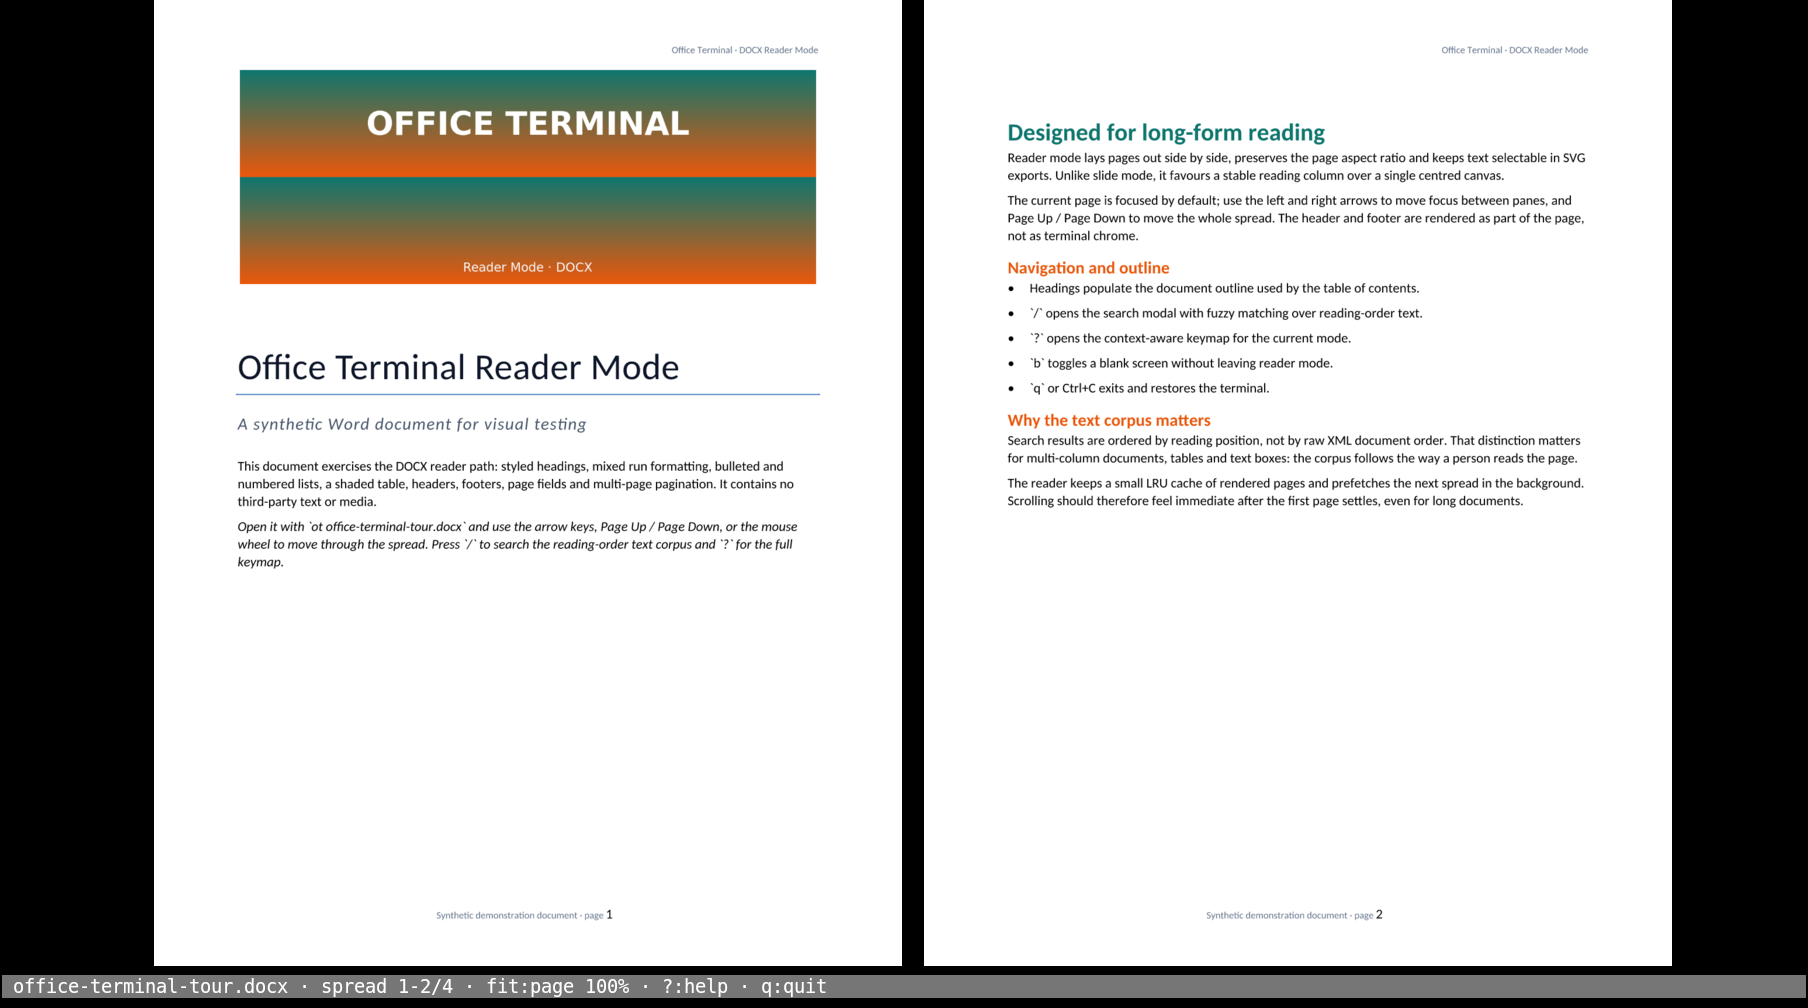 Office Terminal · DOCX Reader Mode
OFFICE TERMINAL
Reader Mode · DOCX
Office Terminal Reader Mode
A synthetic Word document for visual testing
This document exercises the DOCX reader path: styled headings, mixed run formatting, bulleted and
numbered lists, a shaded table, headers, footers, page fields and multi-page pagination. It contains no
third-party text or media.
Open it with `ot office-terminal-tour.docx` and use the arrow keys, Page Up / Page Down, or the mouse
wheel to move through the spread. Press `/` to search the reading-order text corpus and `?` for the full
keymap.
Synthetic demonstration document · page 1
Office Terminal · DOCX Reader Mode
Designed for long-form reading
Reader mode lays pages out side by side, preserves the page aspect ratio and keeps text selectable in SVG
exports. Unlike slide mode, it favours a stable reading column over a single centred canvas.
The current page is focused by default; use the left and right arrows to move focus between panes, and
Page Up / Page Down to move the whole spread. The header and footer are rendered as part of the page,
not as terminal chrome.
Navigation and outline
• Headings populate the document outline used by the table of contents.
• `/` opens the search modal with fuzzy matching over reading-order text.
• `?` opens the context-aware keymap for the current mode.
• `b` toggles a blank screen without leaving reader mode.
• `q` or Ctrl+C exits and restores the terminal.
Why the text corpus matters
Search results are ordered by reading position, not by raw XML document order. That distinction matters
for multi-column documents, tables and text boxes: the corpus follows the way a person reads the page.
The reader keeps a small LRU cache of rendered pages and prefetches the next spread in the background.
Scrolling should therefore feel immediate after the first page settles, even for long documents.
Synthetic demonstration document · page 2
office-terminal-tour.docx · spread 1-2/4 · fit:page 100% · ?:help · q:quit